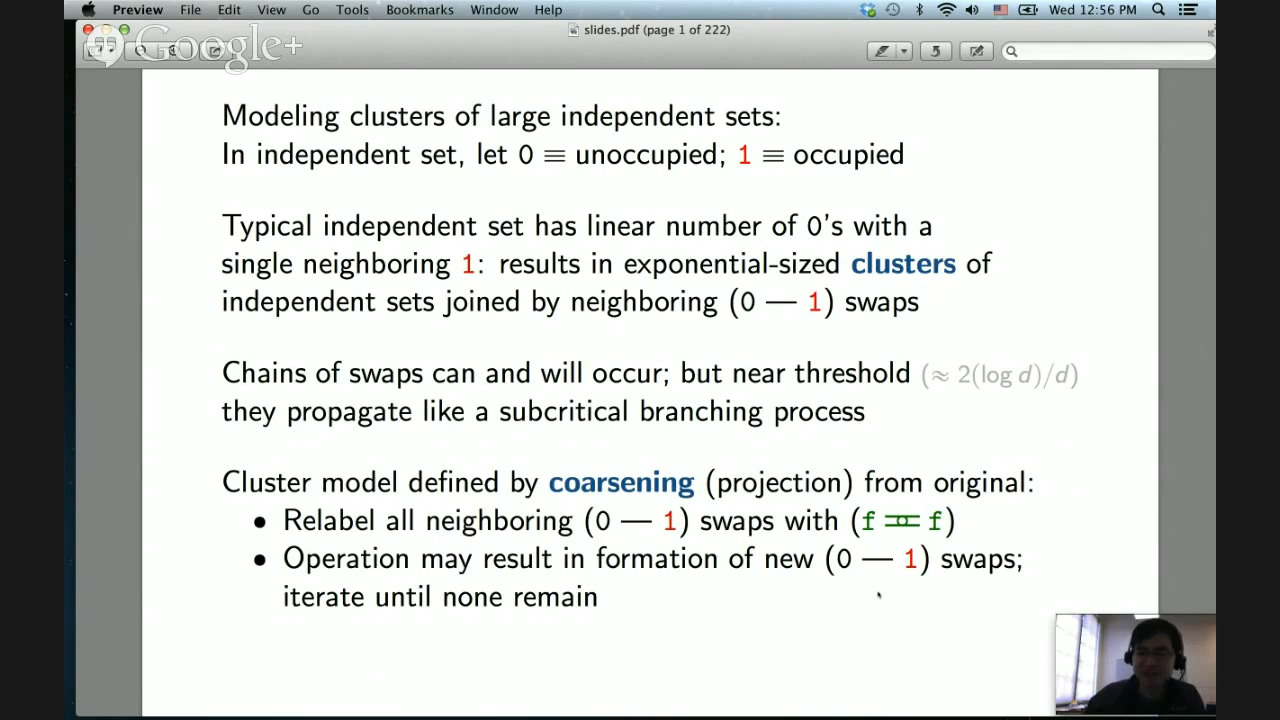 Preview File Edit View Go Tools Bookmarks Window Help Wed 12:56 PM
slides.pdf (page 1 of 222)
Google+
Modeling clusters of large independent sets:
In independent set, let 0 ≡ unoccupied; 1 ≡ occupied
Typical independent set has linear number of 0's with a
single neighboring 1: results in exponential-sized clusters of
independent sets joined by neighboring (0 — 1) swaps
Chains of swaps can and will occur; but near threshold (≈ 2(log d)/d)
they propagate like a subcritical branching process
Cluster model defined by coarsening (projection) from original:
• Relabel all neighboring (0 — 1) swaps with (f ═ f)
• Operation may result in formation of new (0 — 1) swaps;
iterate until none remain